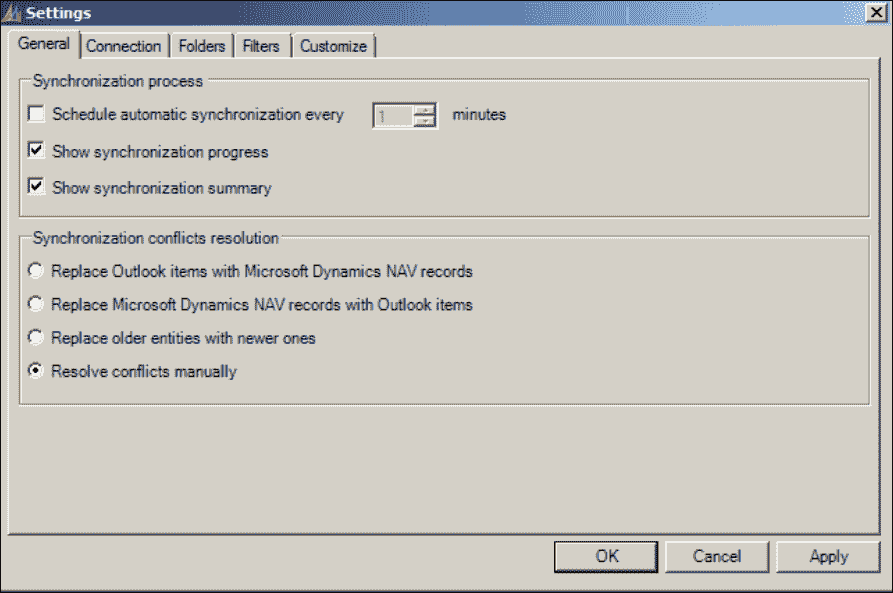 Settings
General Connection Folders Filters Customize
Synchronization process
Schedule automatic synchronization every 1 minutes
Show synchronization progress
Show synchronization summary
Synchronization conflicts resolution
Replace Outlook items with Microsoft Dynamics NAV records
Replace Microsoft Dynamics NAV records with Outlook items
Replace older entities with newer ones
Resolve conflicts manually
OK Cancel Apply